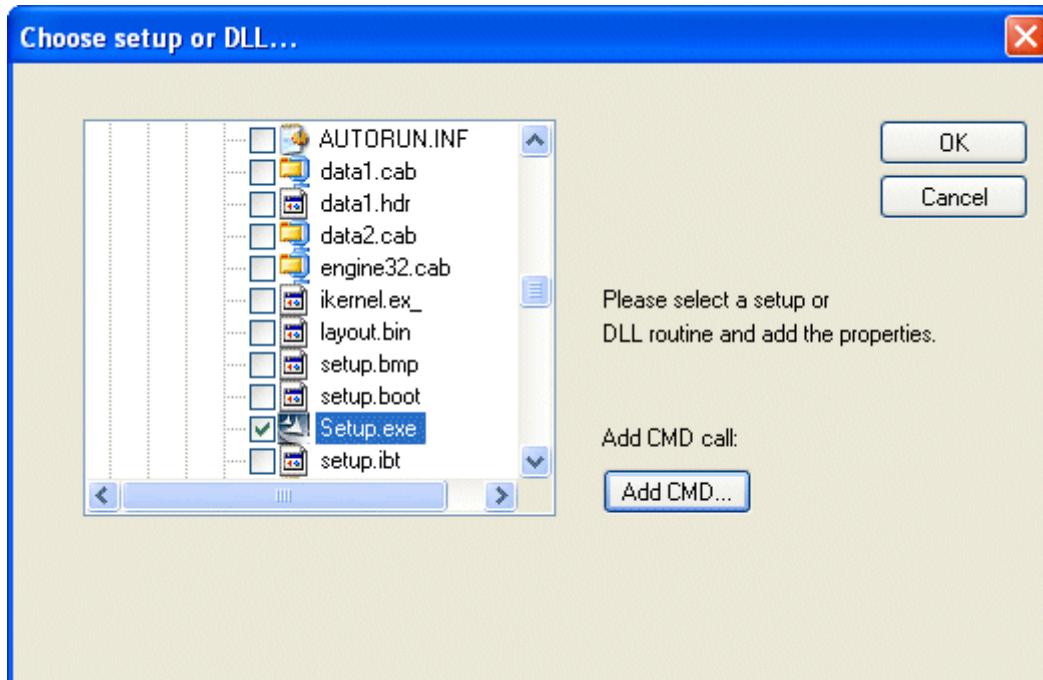 Choose setup or DLL...
AUTORUN.INF
data1.cab
data1.hdr
data2.cab
engine32.cab
ikernel.ex_
layout.bin
setup.bmp
setup.boot
Setup.exe
setup.ibt
OK
Cancel
Please select a setup or
DLL routine and add the properties.
Add CMD call:
Add CMD...